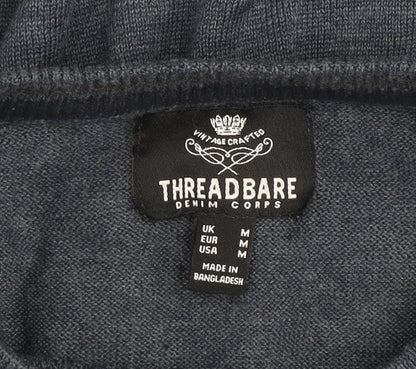 VINTAGE CRAFTED
THREADBARE
DENIM CORPS
UK M
EUR M
USA M
MADE IN
BANGLADESH